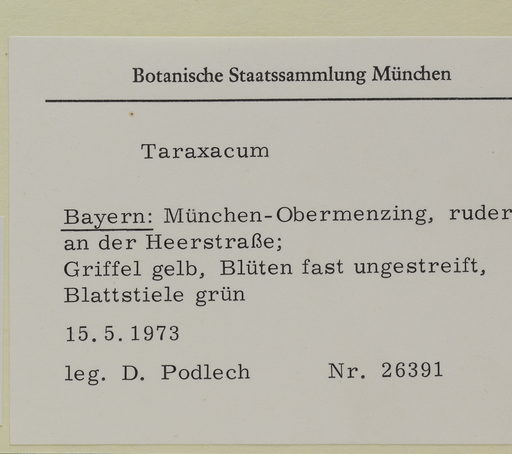 Botanische Staatssammlung München
Taraxacum
Bayern: München-Obermenzing, ruder
an der Heerstraße;
Griffel gelb, Blüten fast ungestreift,
Blattstiele grün
15.5.1973
leg. D. Podlech Nr. 26391